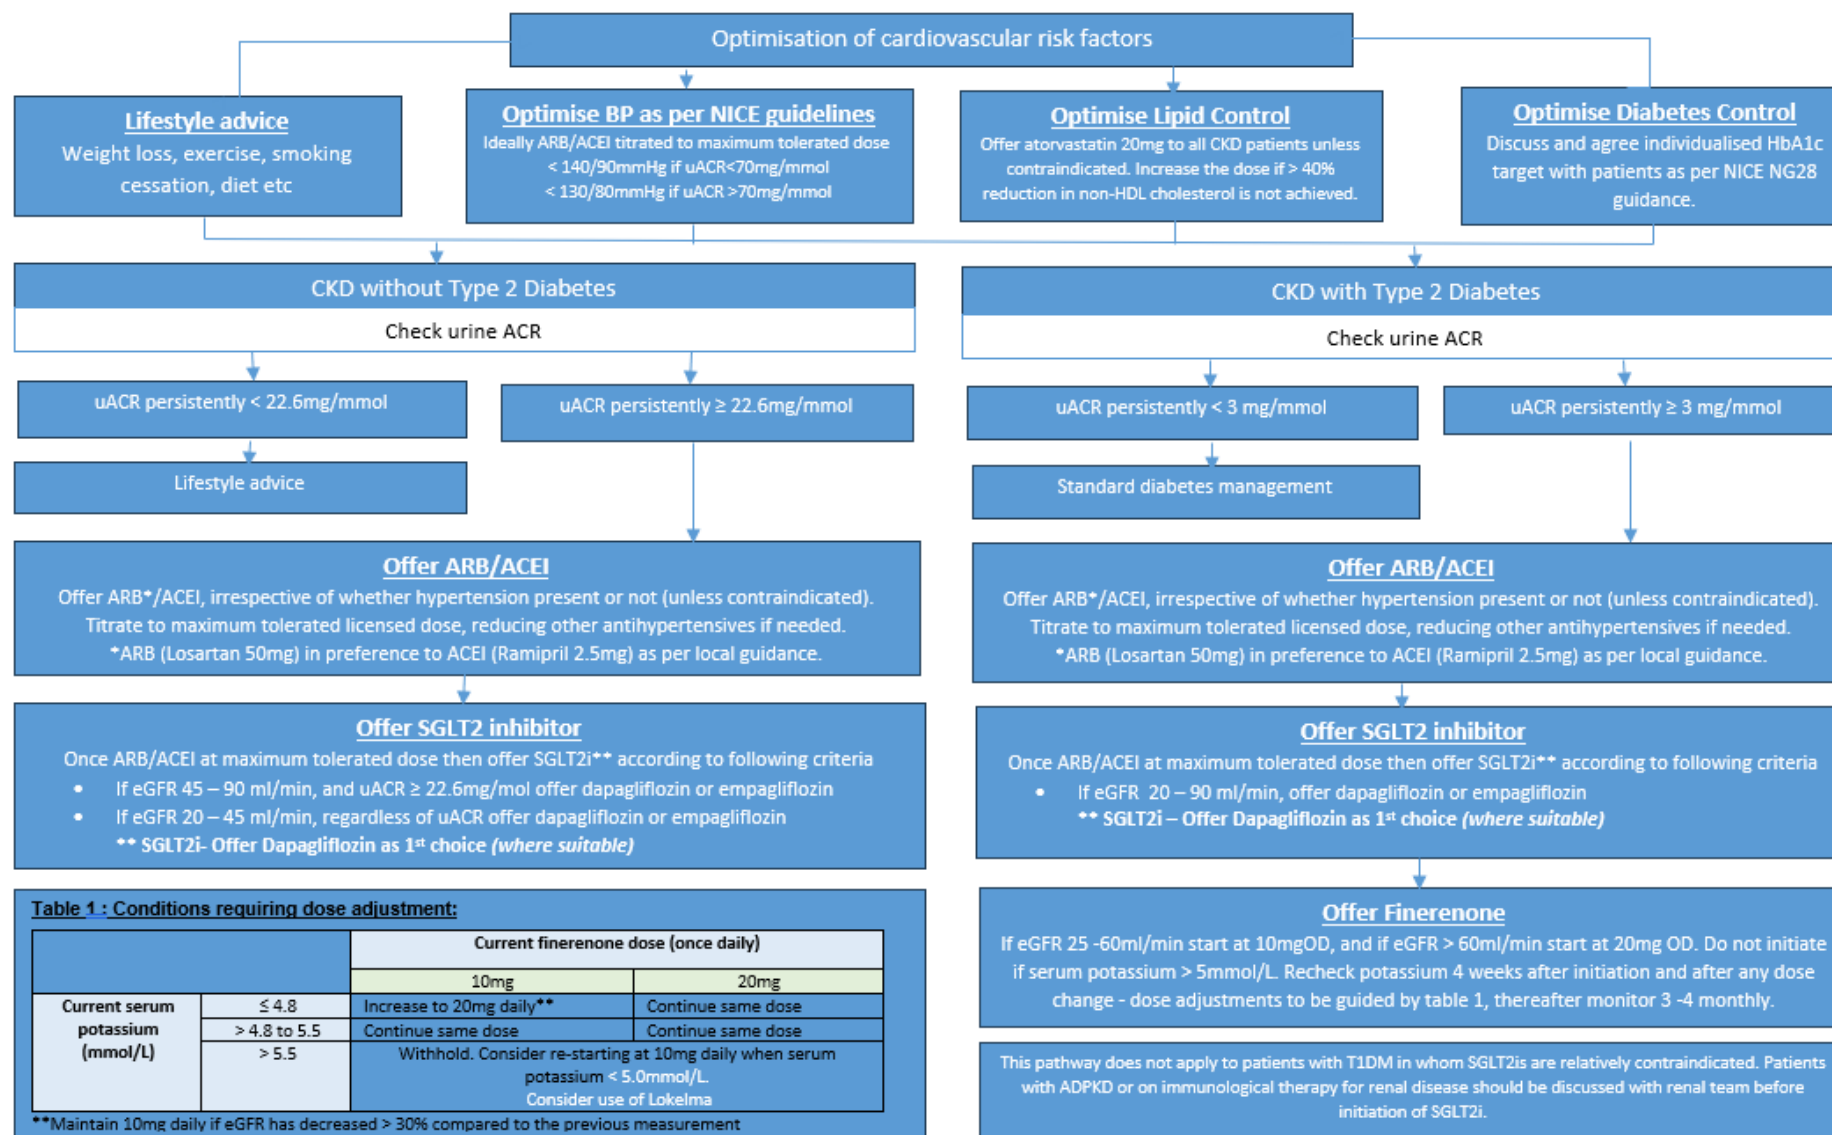 Optimisation of cardiovascular risk factors
Lifestyle advice
Weight loss, exercise, smoking
cessation, diet etc
Optimise BP as per NICE guidelines
Ideally ARB/ACEI titrated to maximum tolerated dose
< 140/90mmHg if uACR<70mg/mmol
< 130/80mmHg if uACR >70mg/mmol
Optimise Lipid Control
Offer atorvastatin 20mg to all CKD patients unless
contraindicated. Increase the dose if > 40%
reduction in non-HDL cholesterol is not achieved.
Optimise Diabetes Control
Discuss and agree individualised HbA1c
target with patients as per NICE NG28
guidance.
CKD without Type 2 Diabetes
Check urine ACR
uACR persistently < 22.6mg/mmol
uACR persistently ≥ 22.6mg/mmol
Lifestyle advice
Offer ARB/ACEI
Offer ARB*/ACEI, irrespective of whether hypertension present or not (unless contraindicated).
Titrate to maximum tolerated licensed dose, reducing other antihypertensives if needed.
*ARB (Losartan 50mg) in preference to ACEI (Ramipril 2.5mg) as per local guidance.
Offer SGLT2 inhibitor
Once ARB/ACEI at maximum tolerated dose then offer SGLT2i** according to following criteria
• If eGFR 45 – 90 ml/min, and uACR ≥ 22.6mg/mol offer dapagliflozin or empagliflozin
• If eGFR 20 – 45 ml/min, regardless of uACR offer dapagliflozin or empagliflozin
** SGLT2i- Offer Dapagliflozin as 1st choice (where suitable)
Table 1 : Conditions requiring dose adjustment:
Current finerenone dose (once daily)
10mg 20mg
Current serum potassium (mmol/L)
≤ 4.8 Increase to 20mg daily** Continue same dose
> 4.8 to 5.5 Continue same dose Continue same dose
> 5.5 Withhold. Consider re-starting at 10mg daily when serum
potassium < 5.0mmol/L.
Consider use of Lokelma
**Maintain 10mg daily if eGFR has decreased > 30% compared to the previous measurement
CKD with Type 2 Diabetes
Check urine ACR
uACR persistently < 3 mg/mmol
uACR persistently ≥ 3 mg/mmol
Standard diabetes management
Offer ARB/ACEI
Offer ARB*/ACEI, irrespective of whether hypertension present or not (unless contraindicated).
Titrate to maximum tolerated licensed dose, reducing other antihypertensives if needed.
*ARB (Losartan 50mg) in preference to ACEI (Ramipril 2.5mg) as per local guidance.
Offer SGLT2 inhibitor
Once ARB/ACEI at maximum tolerated dose then offer SGLT2i** according to following criteria
• If eGFR 20 – 90 ml/min, offer dapagliflozin or empagliflozin
** SGLT2i – Offer Dapagliflozin as 1st choice (where suitable)
Offer Finerenone
If eGFR 25 -60ml/min start at 10mgOD, and if eGFR > 60ml/min start at 20mg OD. Do not initiate
if serum potassium > 5mmol/L. Recheck potassium 4 weeks after initiation and after any dose
change - dose adjustments to be guided by table 1, thereafter monitor 3 -4 monthly.
This pathway does not apply to patients with T1DM in whom SGLT2is are relatively contraindicated. Patients
with ADPKD or on immunological therapy for renal disease should be discussed with renal team before
initiation of SGLT2i.